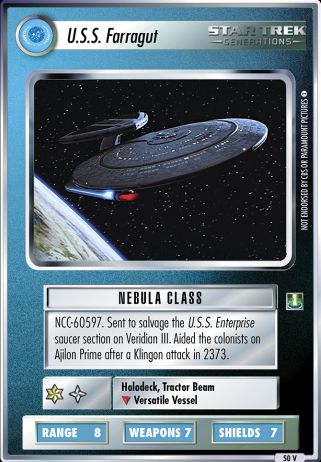 U.S.S. Farragut
STAR TREK
GENERATIONS
NOT ENDORSED BY CBS OR PARAMOUNT PICTURES
NEBULA CLASS
NCC-60597. Sent to salvage the U.S.S. Enterprise
saucer section on Veridian III. Aided the colonists on
Ajilon Prime after a Klingon attack in 2373.
Holodeck, Tractor Beam
Versatile Vessel
RANGE 8 WEAPONS 7 SHIELDS 7
50 V